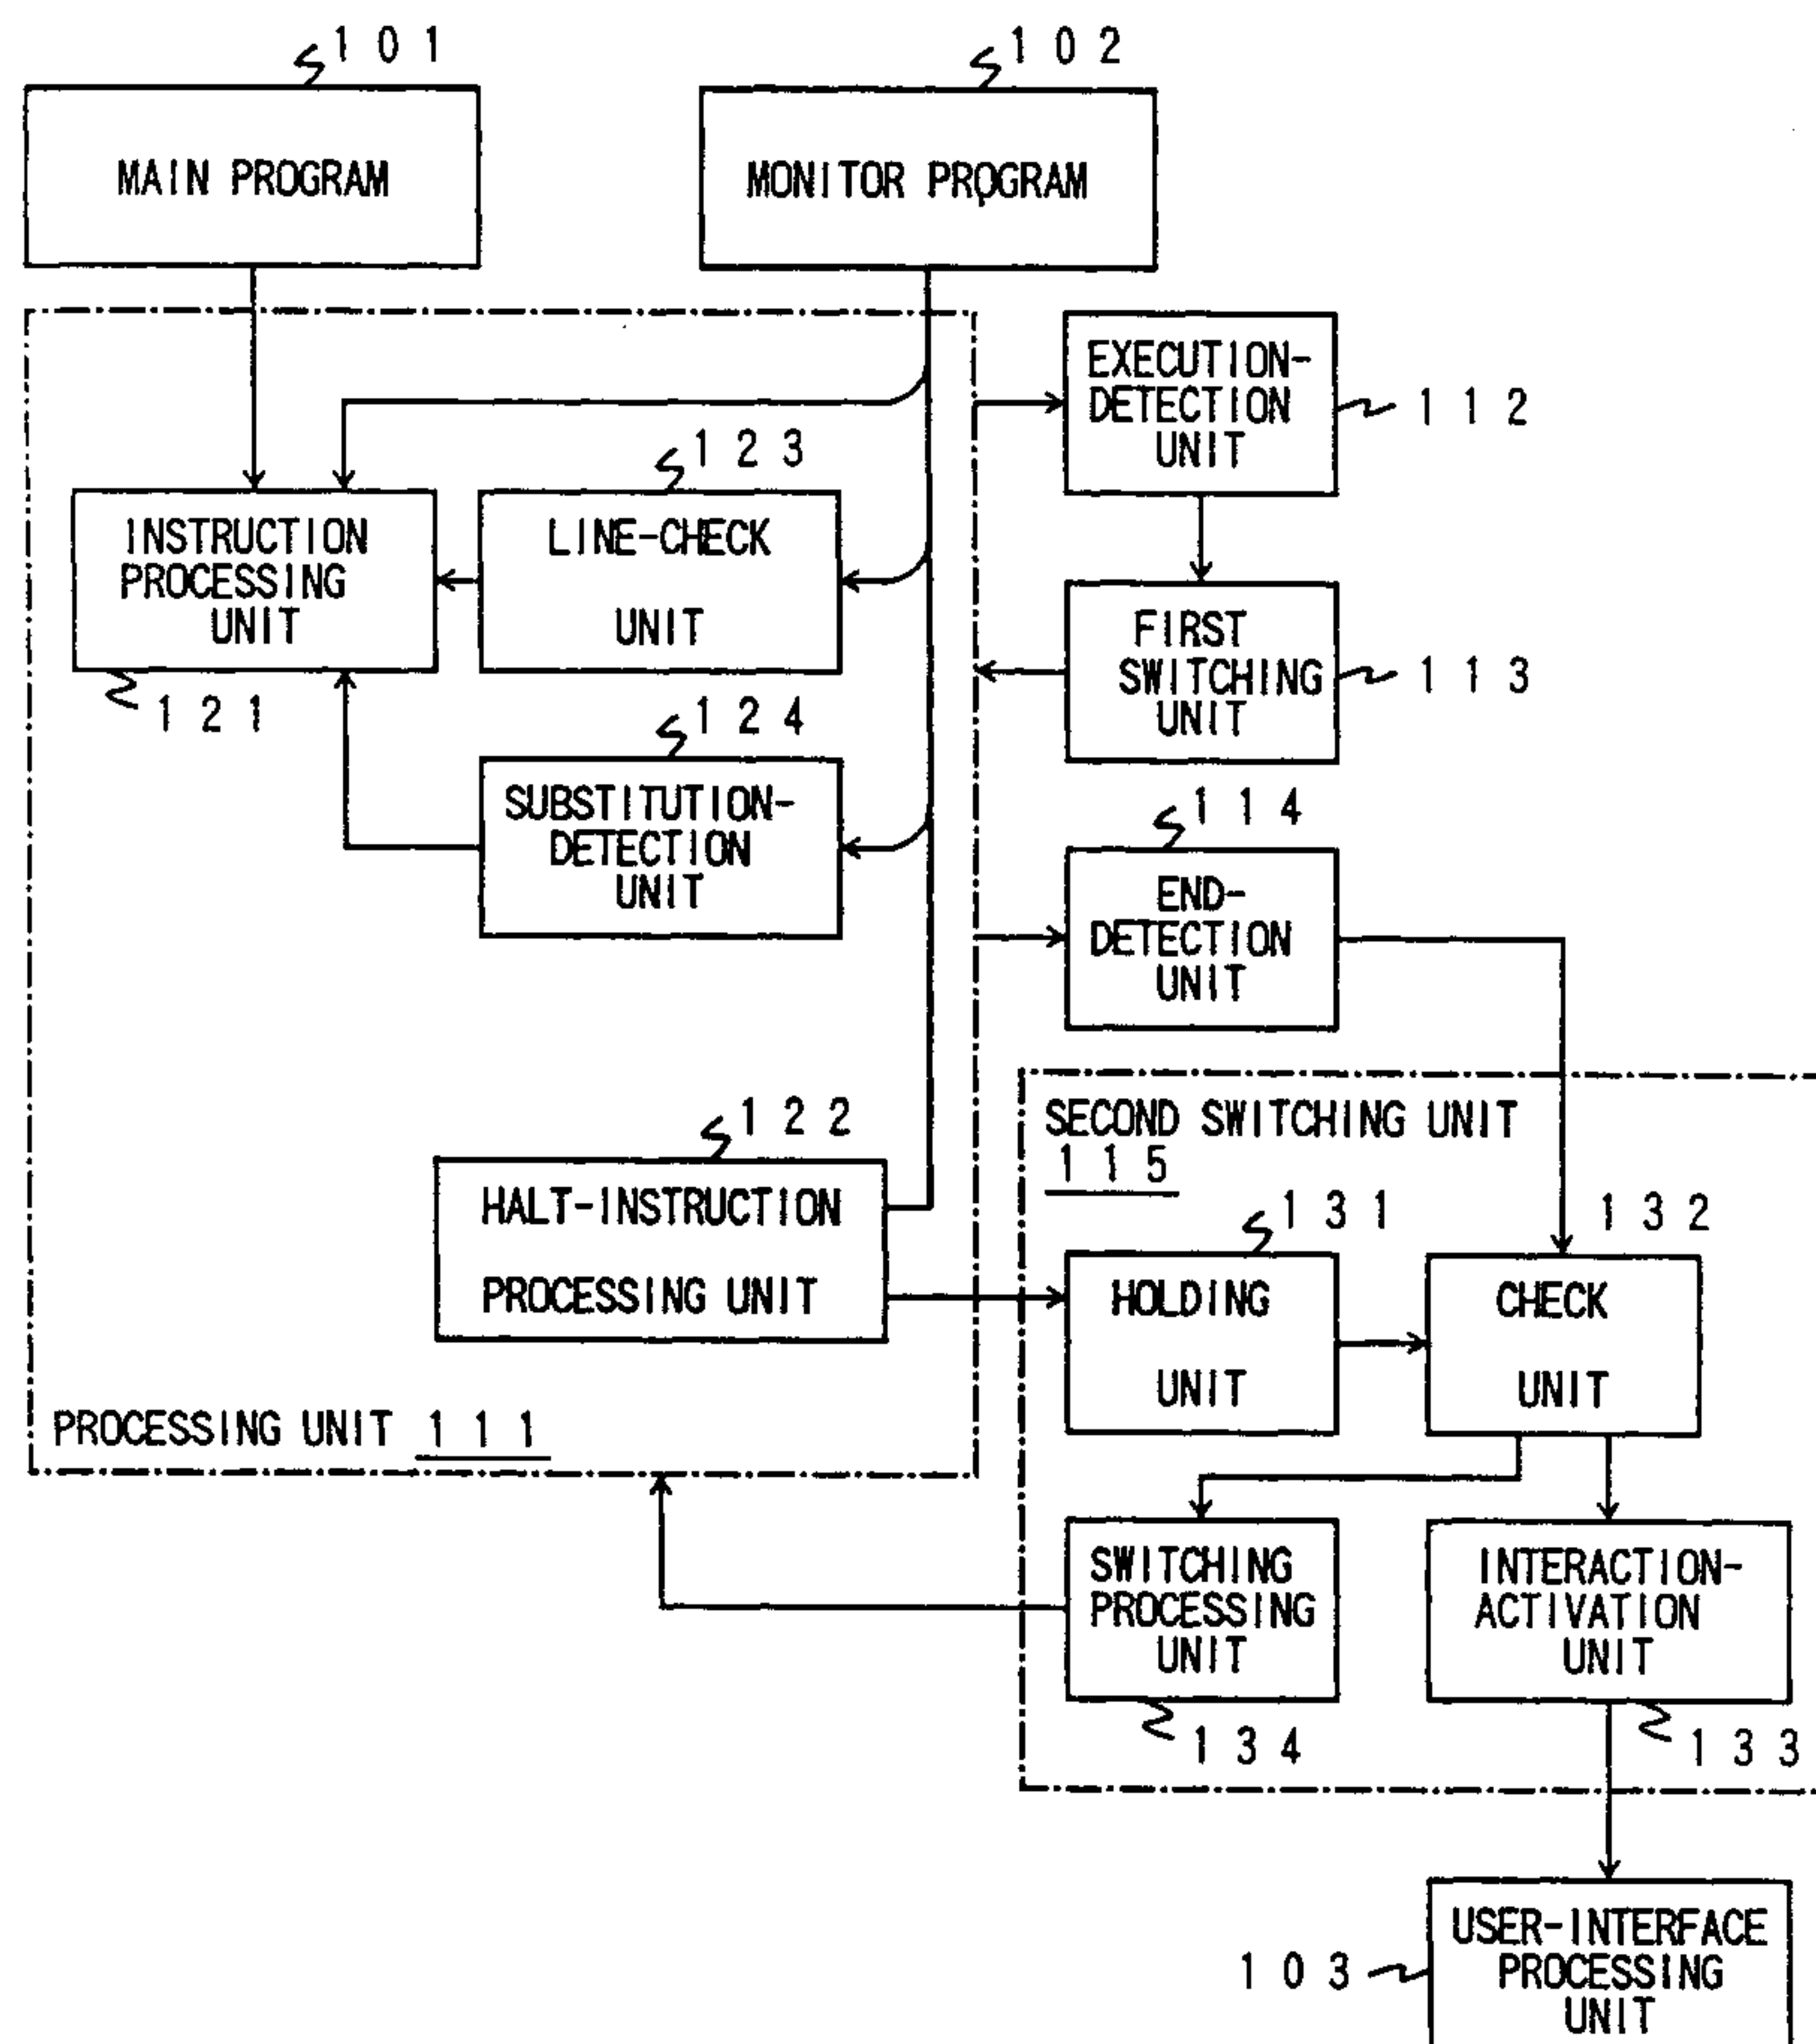 101
102
MAIN PROGRAM
MONITOR PROGRAM
EXECUTION-
DETECTION
UNIT
112
123
INSTRUCTION
PROCESSING
UNIT
LINE-CHECK
UNIT
FIRST
SWITCHING
UNIT
113
121
124
SUBSTITUTION-
DETECTION
UNIT
114
END-
DETECTION
UNIT
122
SECOND SWITCHING UNIT
115
HALT-INSTRUCTION
PROCESSING UNIT
131
132
HOLDING
UNIT
CHECK
UNIT
PROCESSING UNIT 111
SWITCHING
PROCESSING
UNIT
INTERACTION-
ACTIVATION
UNIT
134
133
USER-INTERFACE
PROCESSING
UNIT
103